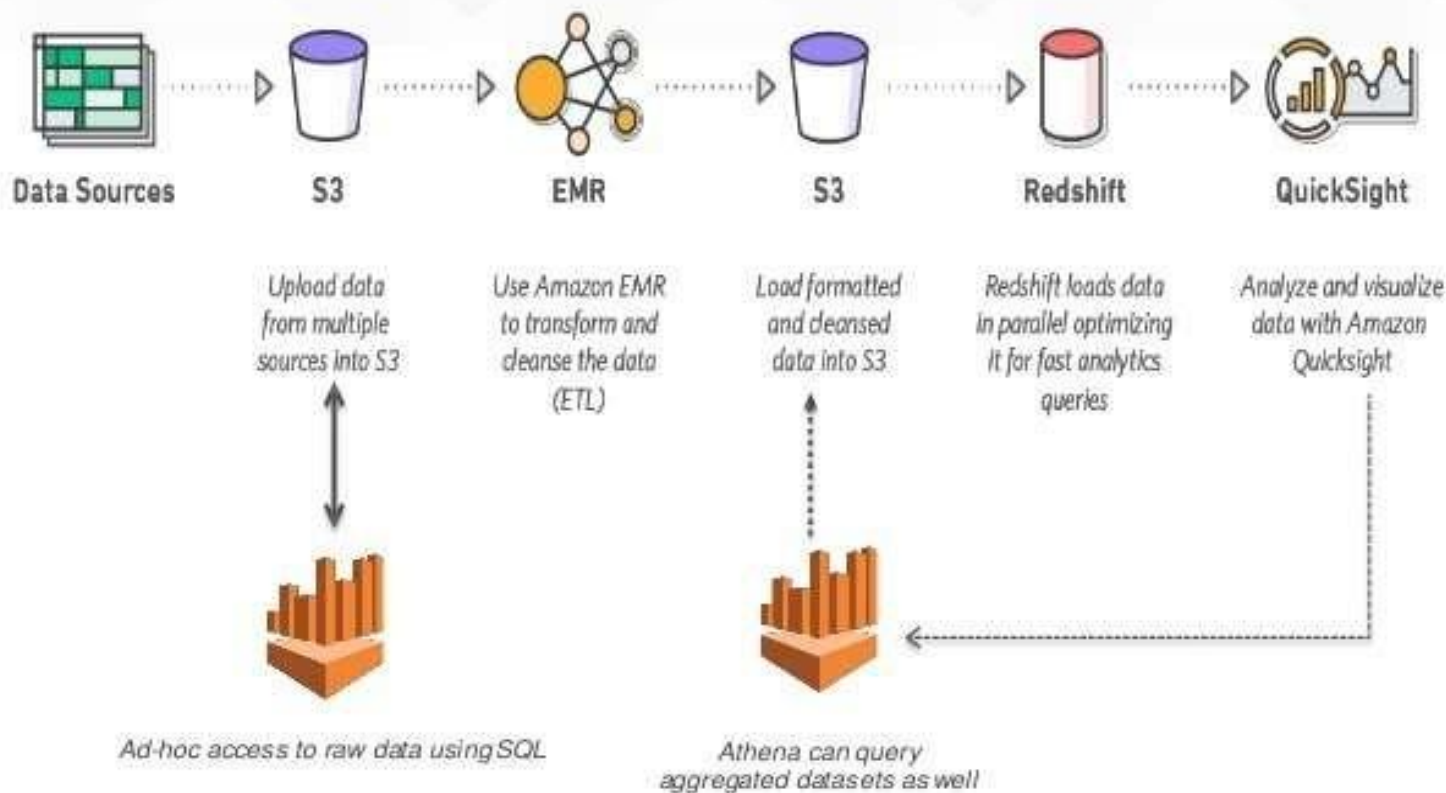 Data Sources
S3
EMR
S3
Redshift
QuickSight
Upload data
from multiple
sources into S3
Use Amazon EMR
to transform and
cleanse the data
(ETL)
Load formatted
and cleansed
data into S3
Redshift loads data
in parallel optimizing
it for fast analytics
queries
Analyze and visualize
data with Amazon
Quicksight
Ad-hoc access to raw data using SQL
Athena can query
aggregated datasets as well